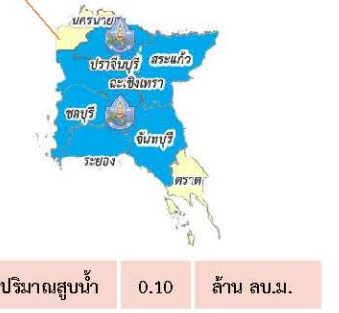 นครนายก
ปราจีนบุรี สระแก้ว
ฉะเชิงเทรา
ชลบุรี
จันทบุรี
ระยอง
ตราด
ปริมาณสูบน้ำ 0.10 ล้าน ลบ.ม.